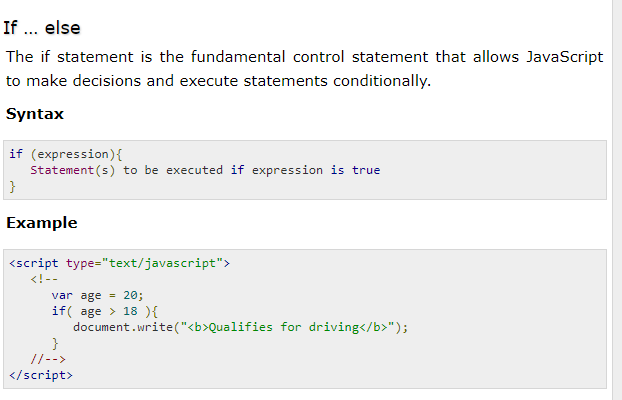 If ... else
The if statement is the fundamental control statement that allows JavaScript
to make decisions and execute statements conditionally.
Syntax
if (expression){
   Statement(s) to be executed if expression is true
}
Example
<script type="text/javascript">
   <!--
      var age = 20;
      if( age > 18 ){
         document.write("<b>Qualifies for driving</b>");
      }
   //-->
</script>